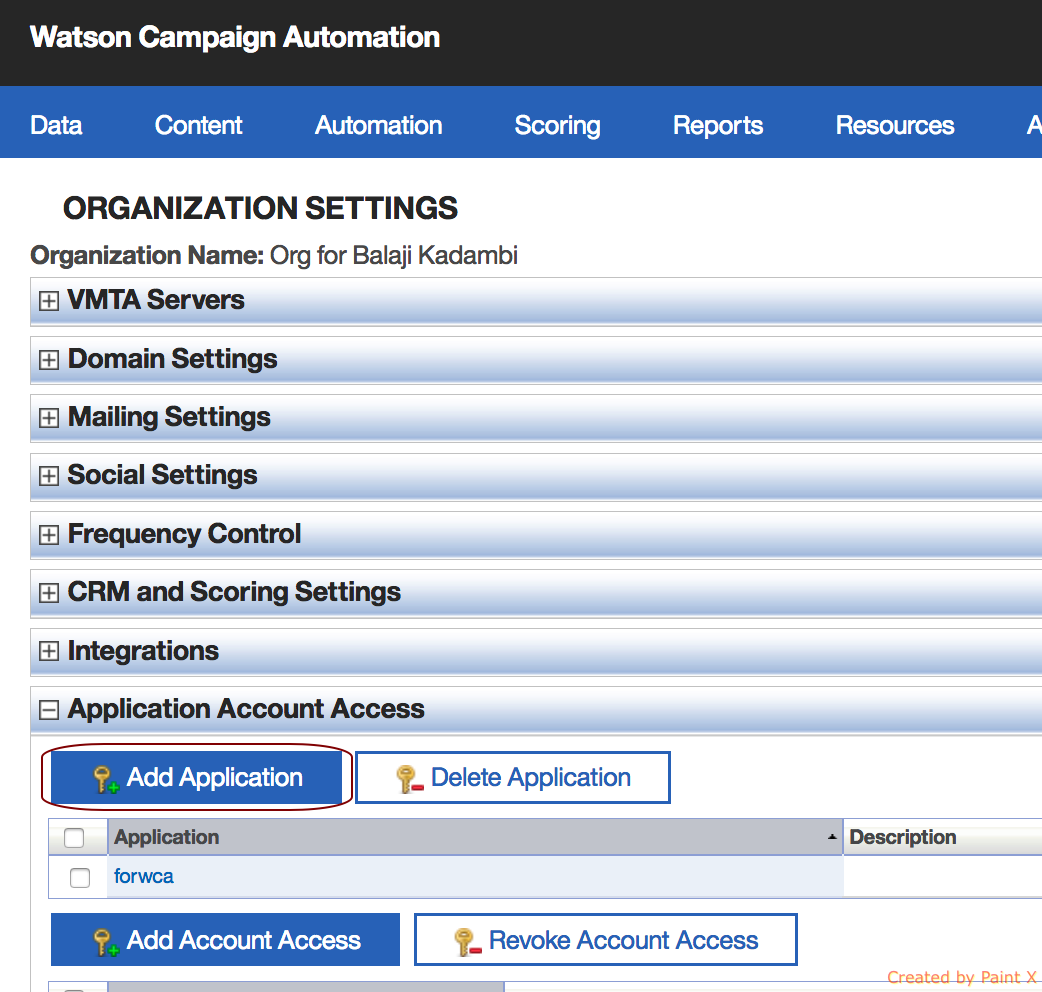 Watson Campaign Automation
Data Content Automation Scoring Reports Resources A
ORGANIZATION SETTINGS
Organization Name: Org for Balaji Kadambi
VMTA Servers
Domain Settings
Mailing Settings
Social Settings
Frequency Control
CRM and Scoring Settings
Integrations
Application Account Access
Add Application Delete Application
Application Description
forwca
Add Account Access Revoke Account Access
Created by Paint X